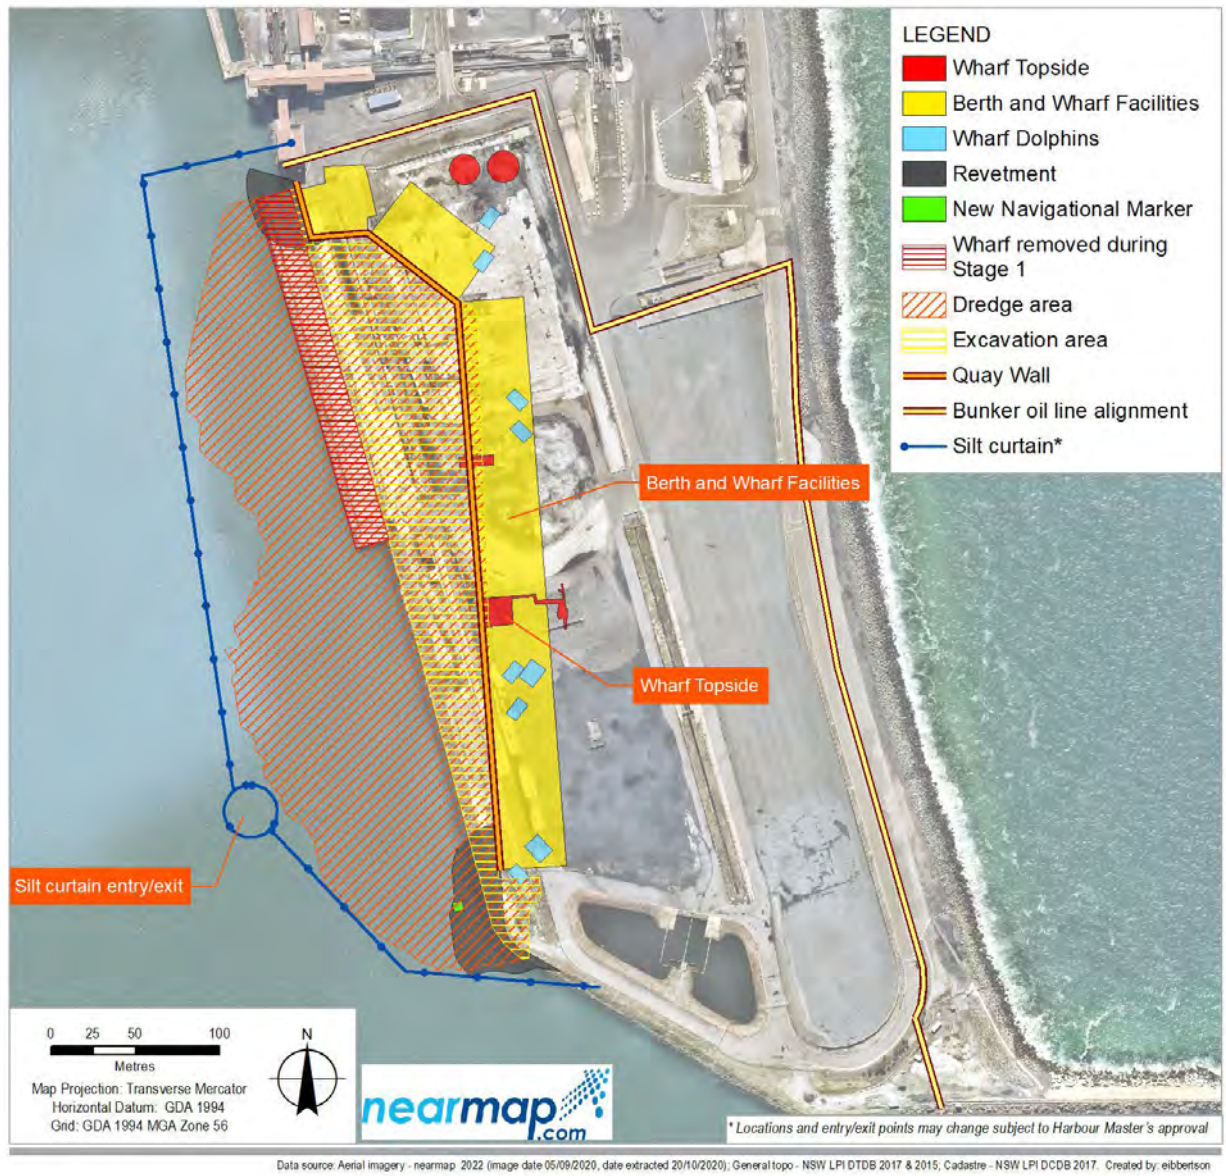 LEGEND
Wharf Topside
Berth and Wharf Facilities
Wharf Dolphins
Revetment
New Navigational Marker
Wharf removed during
Stage 1
Dredge area
Excavation area
Quay Wall
Bunker oil line alignment
Silt curtain*
Berth and Wharf Facilities
Wharf Topside
Silt curtain entry/exit
0 25 50 100
Metres
Map Projection: Transverse Mercator
Horizontal Datum: GDA 1994
Grid: GDA 1994 MGA Zone 56
N
nearmap
.com
* Locations and entry/exit points may change subject to Harbour Master's approval
Data source: Aerial imagery - nearmap 2022 (image date 05/09/2020, date extracted 20/10/2020); General topo - NSW LPI DTDB 2017 & 2015; Cadastre - NSW LPI DCDB 2017. Created by: eibbertson